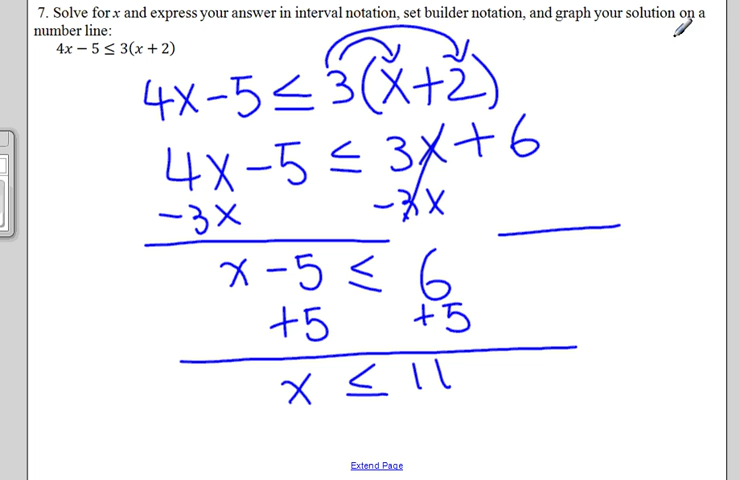 7. Solve for x and express your answer in interval notation, set builder notation, and graph your solution on a
number line:
4x − 5 ≤ 3(x + 2)
4x-5 ≤ 3(x+2)
4x-5 ≤ 3x+6
-3x -3x
x-5 ≤ 6
+5 +5
x ≤ 11
Extend Page